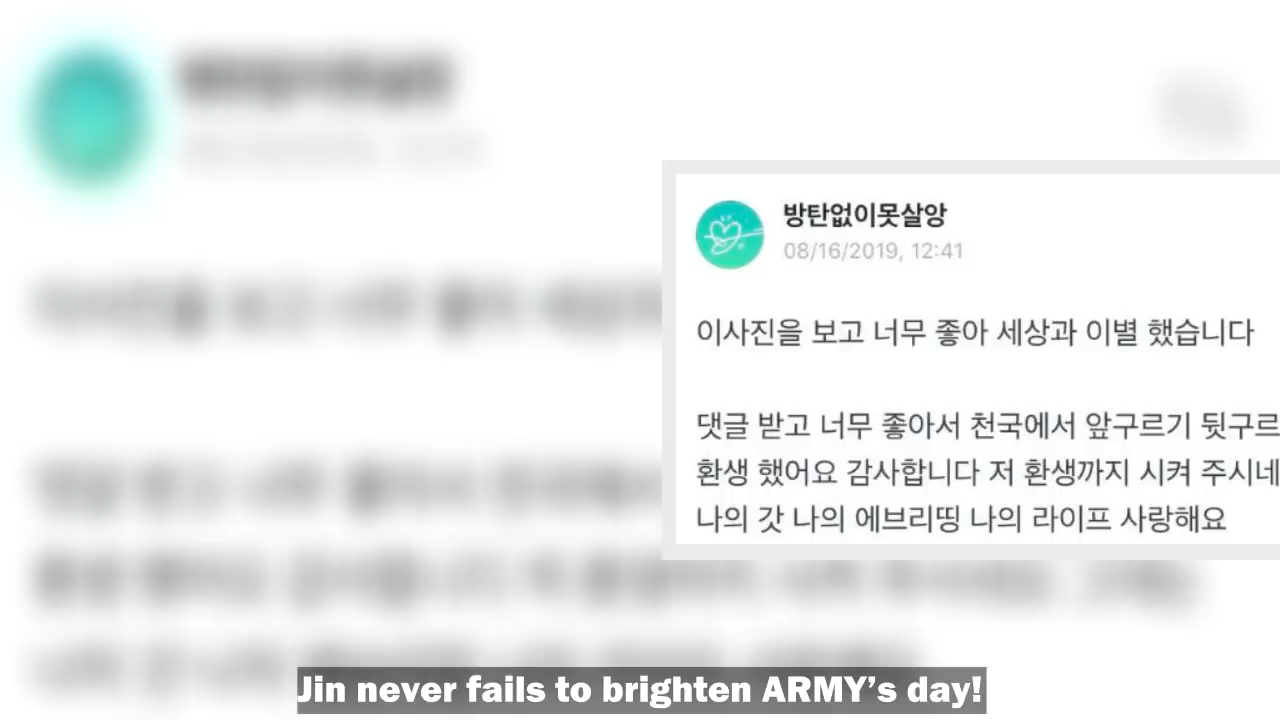 방탄없이못살앙
08/16/2019, 12:41
이사진을 보고 너무 좋아 세상과 이별 했습니다
댓글 받고 너무 좋아서 천국에서 앞구르기 뒷구르
환생 했어요 감사합니다 저 환생까지 시켜 주시네
나의 갓 나의 에브리띵 나의 라이프 사랑해요
Jin never fails to brighten ARMY’s day!